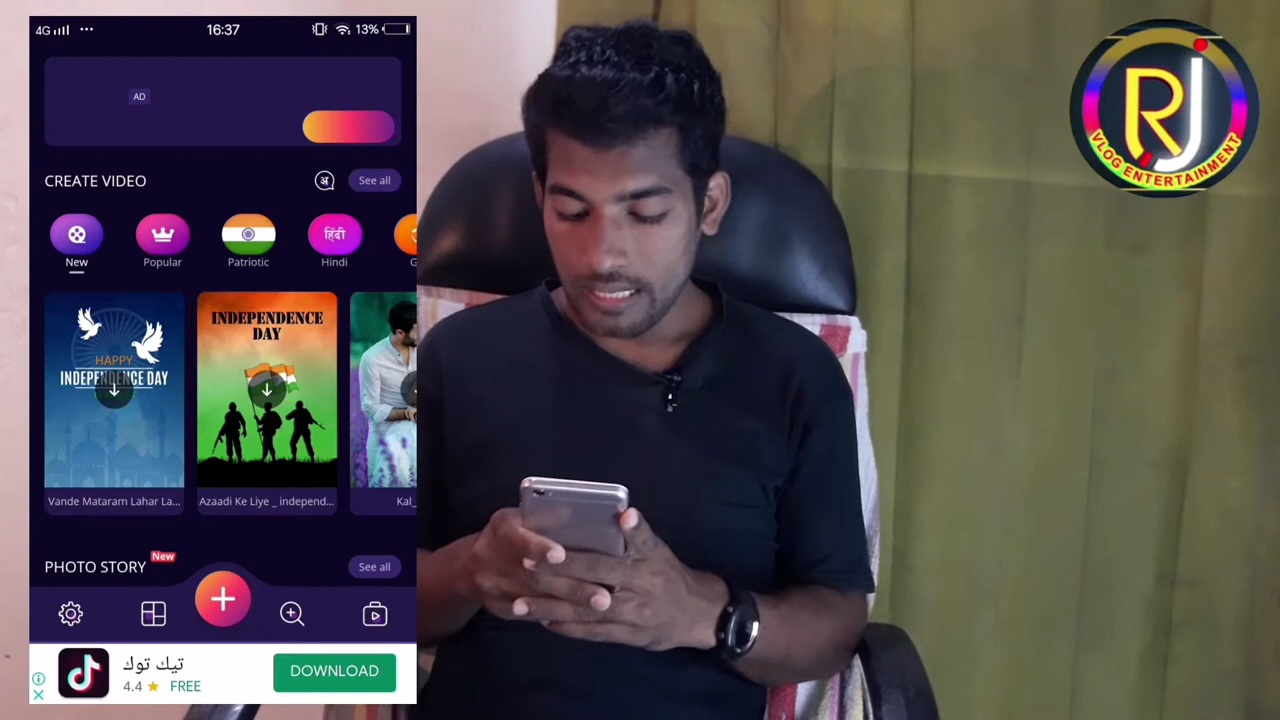 4G
16:37
13%
AD
CREATE VIDEO
अ
See all
हिंदी
New
Popular
Patriotic
Hindi
G
HAPPY
INDEPENDENCE DAY
INDEPENDENCE
DAY
Vande Mataram Lahar La...
Azaadi Ke Liye _ independ...
Kal_
PHOTO STORY
New
See all
تيك توك
4.4
FREE
DOWNLOAD
RJ
VLOG ENTERTAINMENT